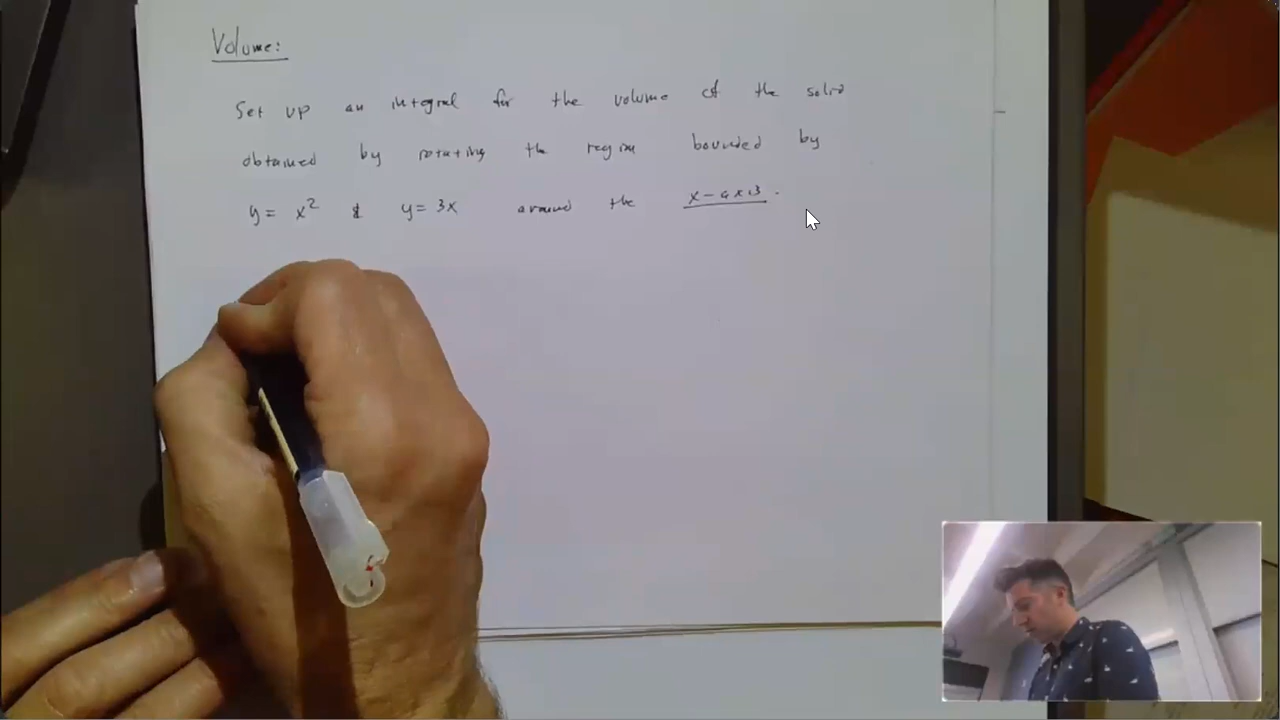 Volume:
Set up an integral for the volume of the solid
obtained by rotating the region bounded by
y = x² & y = 3x around the x-axis.